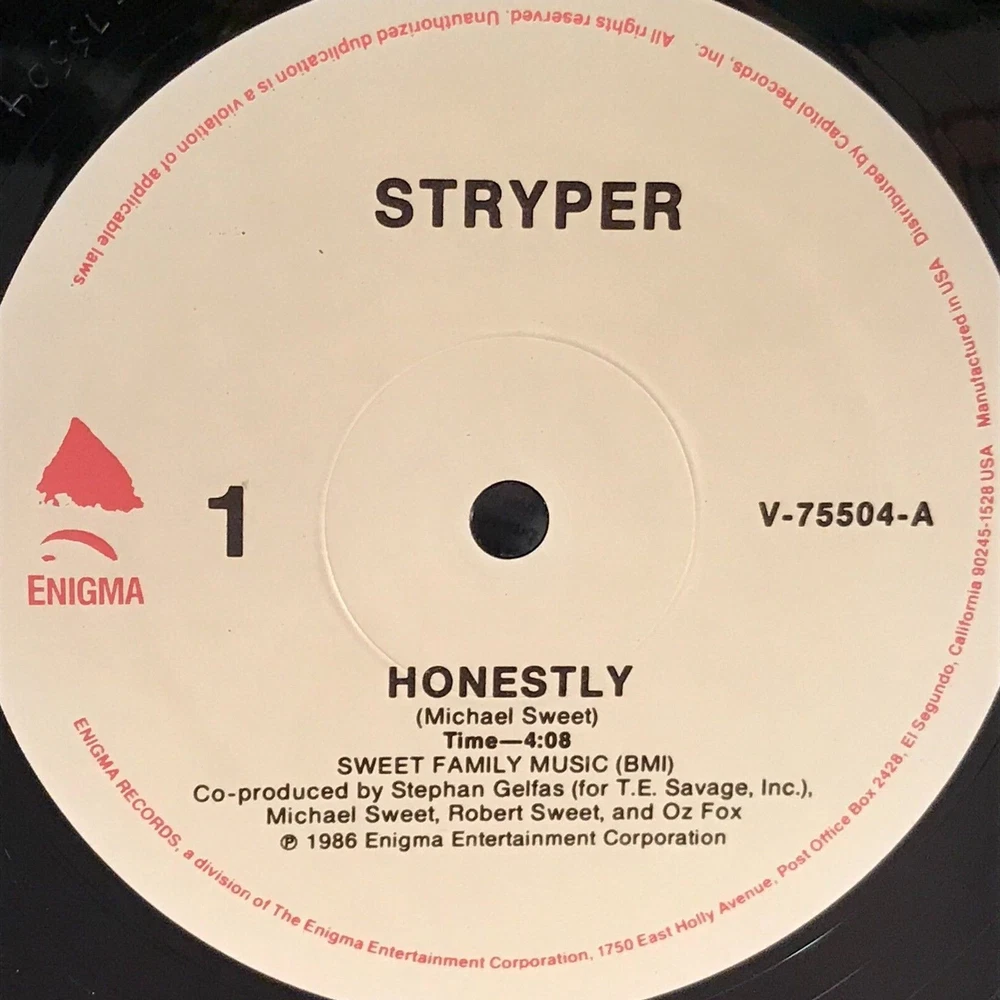 STRYPER
ENIGMA
1
V-75504-A
HONESTLY
(Michael Sweet)
Time—4:08
SWEET FAMILY MUSIC (BMI)
Co-produced by Stephan Gelfas (for T.E. Savage, Inc.),
Michael Sweet, Robert Sweet, and Oz Fox
℗ 1986 Enigma Entertainment Corporation
ENIGMA RECORDS, a division of The Enigma Entertainment Corporation, 1750 East Holly Avenue, Post Office Box 2428, El Segundo, California 90245-1528 USA Manufactured in USA Distributed by Capitol Records, Inc. All rights reserved. Unauthorized duplication is a violation of applicable laws.